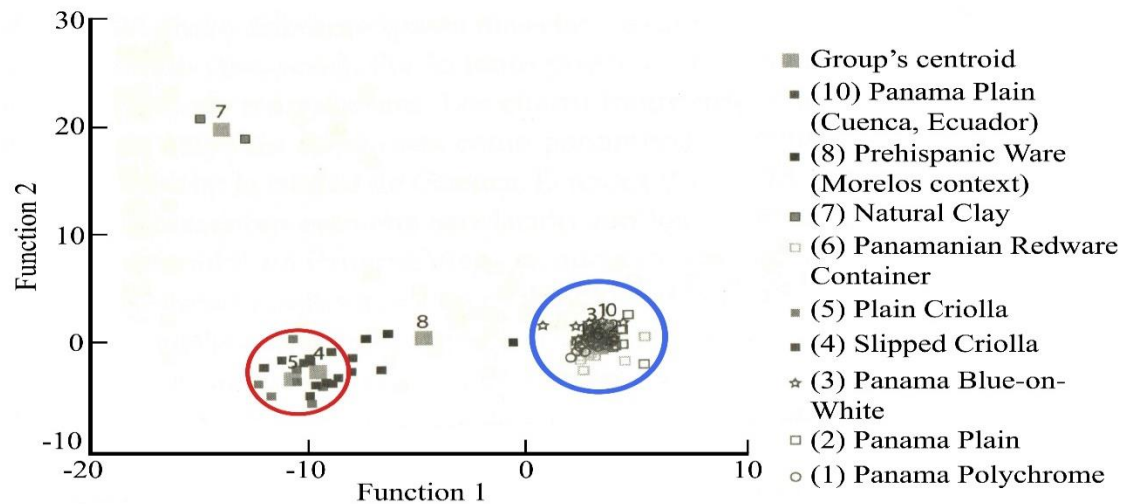 30
20
10
0
-10
-20
-10
0
10
Function 2
Function 1
7
8
5
4
3
10
Group's centroid
(10) Panama Plain
(Cuenca, Ecuador)
(8) Prehispanic Ware
(Morelos context)
(7) Natural Clay
(6) Panamanian Redware
Container
(5) Plain Criolla
(4) Slipped Criolla
(3) Panama Blue-on-
White
(2) Panama Plain
(1) Panama Polychrome